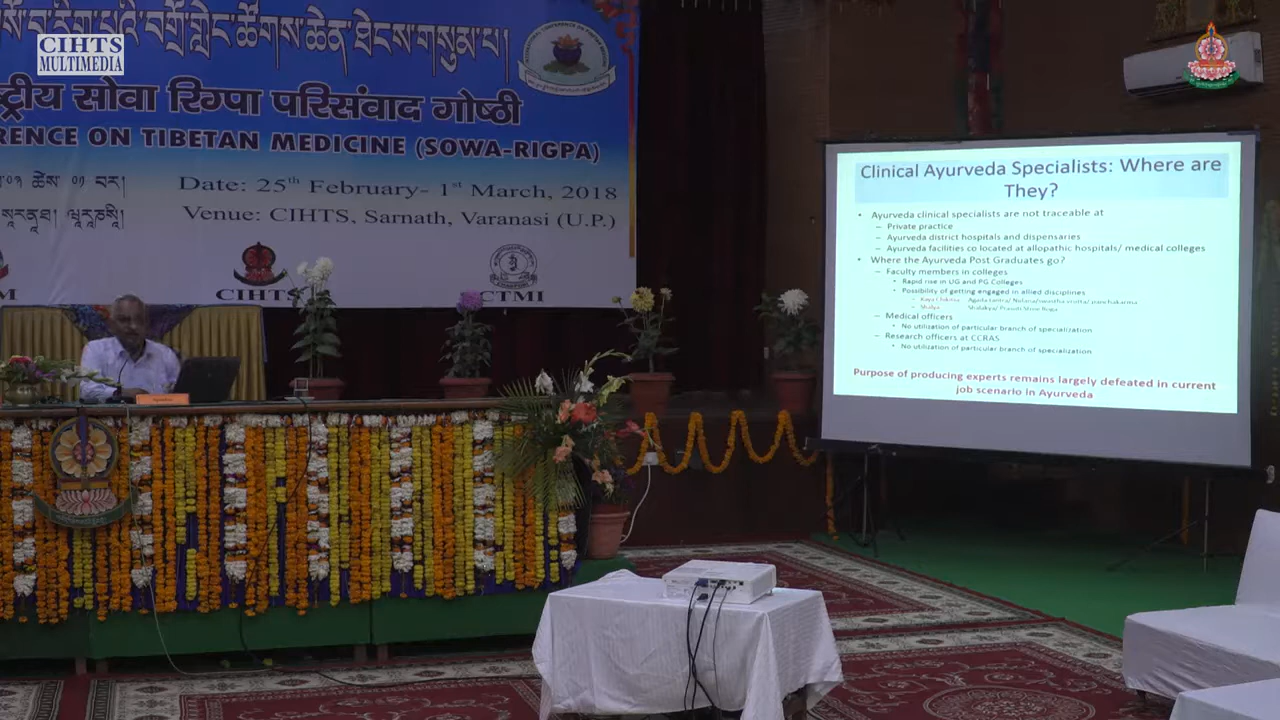 CIHTS
MULTIMEDIA
ष्ट्रीय सोवा रिग्पा परिसंवाद गोष्ठी
RENCE ON TIBETAN MEDICINE (SOWA-RIGPA)
Date: 25th February- 1st March, 2018
Venue: CIHTS, Sarnath, Varanasi (U.P.)
M
CIHTS
CTMI
Clinical Ayurveda Specialists: Where are
They?
• Ayurveda clinical specialists are not traceable at
– Private practice
– Ayurveda district hospitals and dispensaries
– Ayurveda facilities co located at allopathic hospitals/ medical colleges
• Where the Ayurveda Post Graduates go?
– Faculty members in colleges
• Rapid rise in UG and PG Colleges
• Possibility of getting engaged in allied disciplines
– Medical officers
• No utilization of particular branch of specialization
– Research officers at CCRAS
• No utilization of particular branch of specialization
Purpose of producing experts remains largely defeated in current
job scenario in Ayurveda